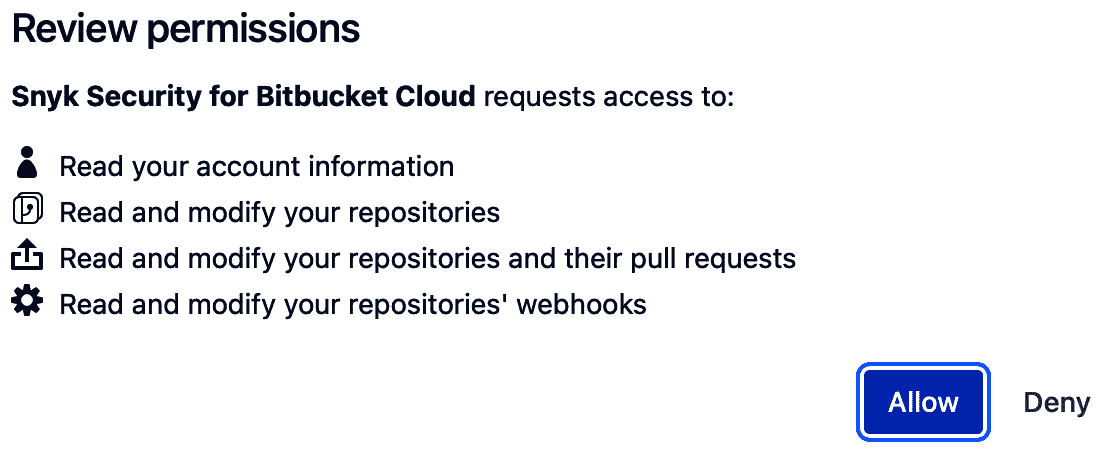 Review permissions
Snyk Security for Bitbucket Cloud requests access to:
Read your account information
Read and modify your repositories
Read and modify your repositories and their pull requests
Read and modify your repositories' webhooks
Allow Deny